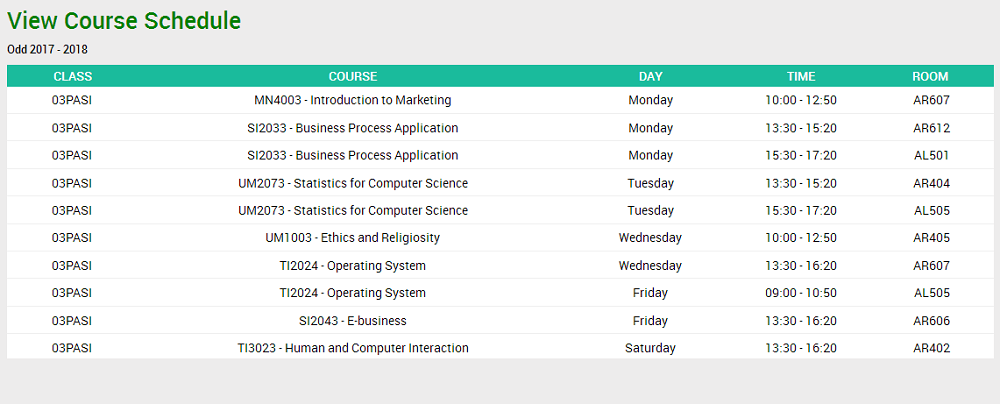 View Course Schedule
Odd 2017 - 2018
CLASS COURSE DAY TIME ROOM
03PASI MN4003 - Introduction to Marketing Monday 10:00 - 12:50 AR607
03PASI SI2033 - Business Process Application Monday 13:30 - 15:20 AR612
03PASI SI2033 - Business Process Application Monday 15:30 - 17:20 AL501
03PASI UM2073 - Statistics for Computer Science Tuesday 13:30 - 15:20 AR404
03PASI UM2073 - Statistics for Computer Science Tuesday 15:30 - 17:20 AL505
03PASI UM1003 - Ethics and Religiosity Wednesday 10:00 - 12:50 AR405
03PASI TI2024 - Operating System Wednesday 13:30 - 16:20 AR607
03PASI TI2024 - Operating System Friday 09:00 - 10:50 AL505
03PASI SI2043 - E-business Friday 13:30 - 16:20 AR606
03PASI TI3023 - Human and Computer Interaction Saturday 13:30 - 16:20 AR402